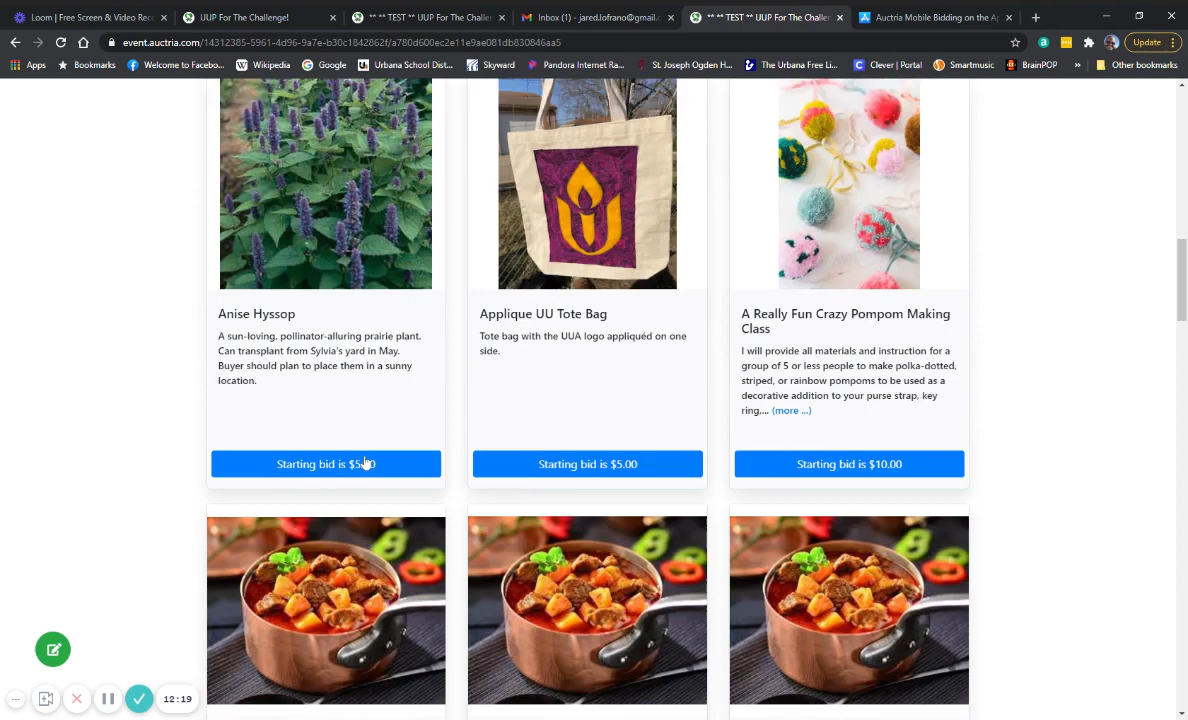 Loom | Free Screen & Video Rec
UUP For The Challenge!
** ** TEST ** UUP For The Challe
Inbox (1) - jared.lofrano@gmail.c
** ** TEST ** UUP For The Challe
Auctria Mobile Bidding on the A
event.auctria.com/14312385-5961-4d96-9a7e-b30c1842862f/a780d600ec2e11e9ae081db830846aa5
Update
Apps
Bookmarks
Welcome to Facebo...
Wikipedia
Google
Urbana School Dist...
Skyward
Pandora Internet Ra...
St. Joseph Ogden H...
The Urbana Free Li...
Clever | Portal
Smartmusic
BrainPOP
»
Other bookmarks
Anise Hyssop
A sun-loving, pollinator-alluring prairie plant.
Can transplant from Sylvia's yard in May.
Buyer should plan to place them in a sunny
location.
Starting bid is $5.00
Applique UU Tote Bag
Tote bag with the UUA logo appliquéd on one
side.
Starting bid is $5.00
A Really Fun Crazy Pompom Making
Class
I will provide all materials and instruction for a
group of 5 or less people to make polka-dotted,
striped, or rainbow pompoms to be used as a
decorative addition to your purse strap, key
ring,... (more ...)
Starting bid is $10.00
12:19